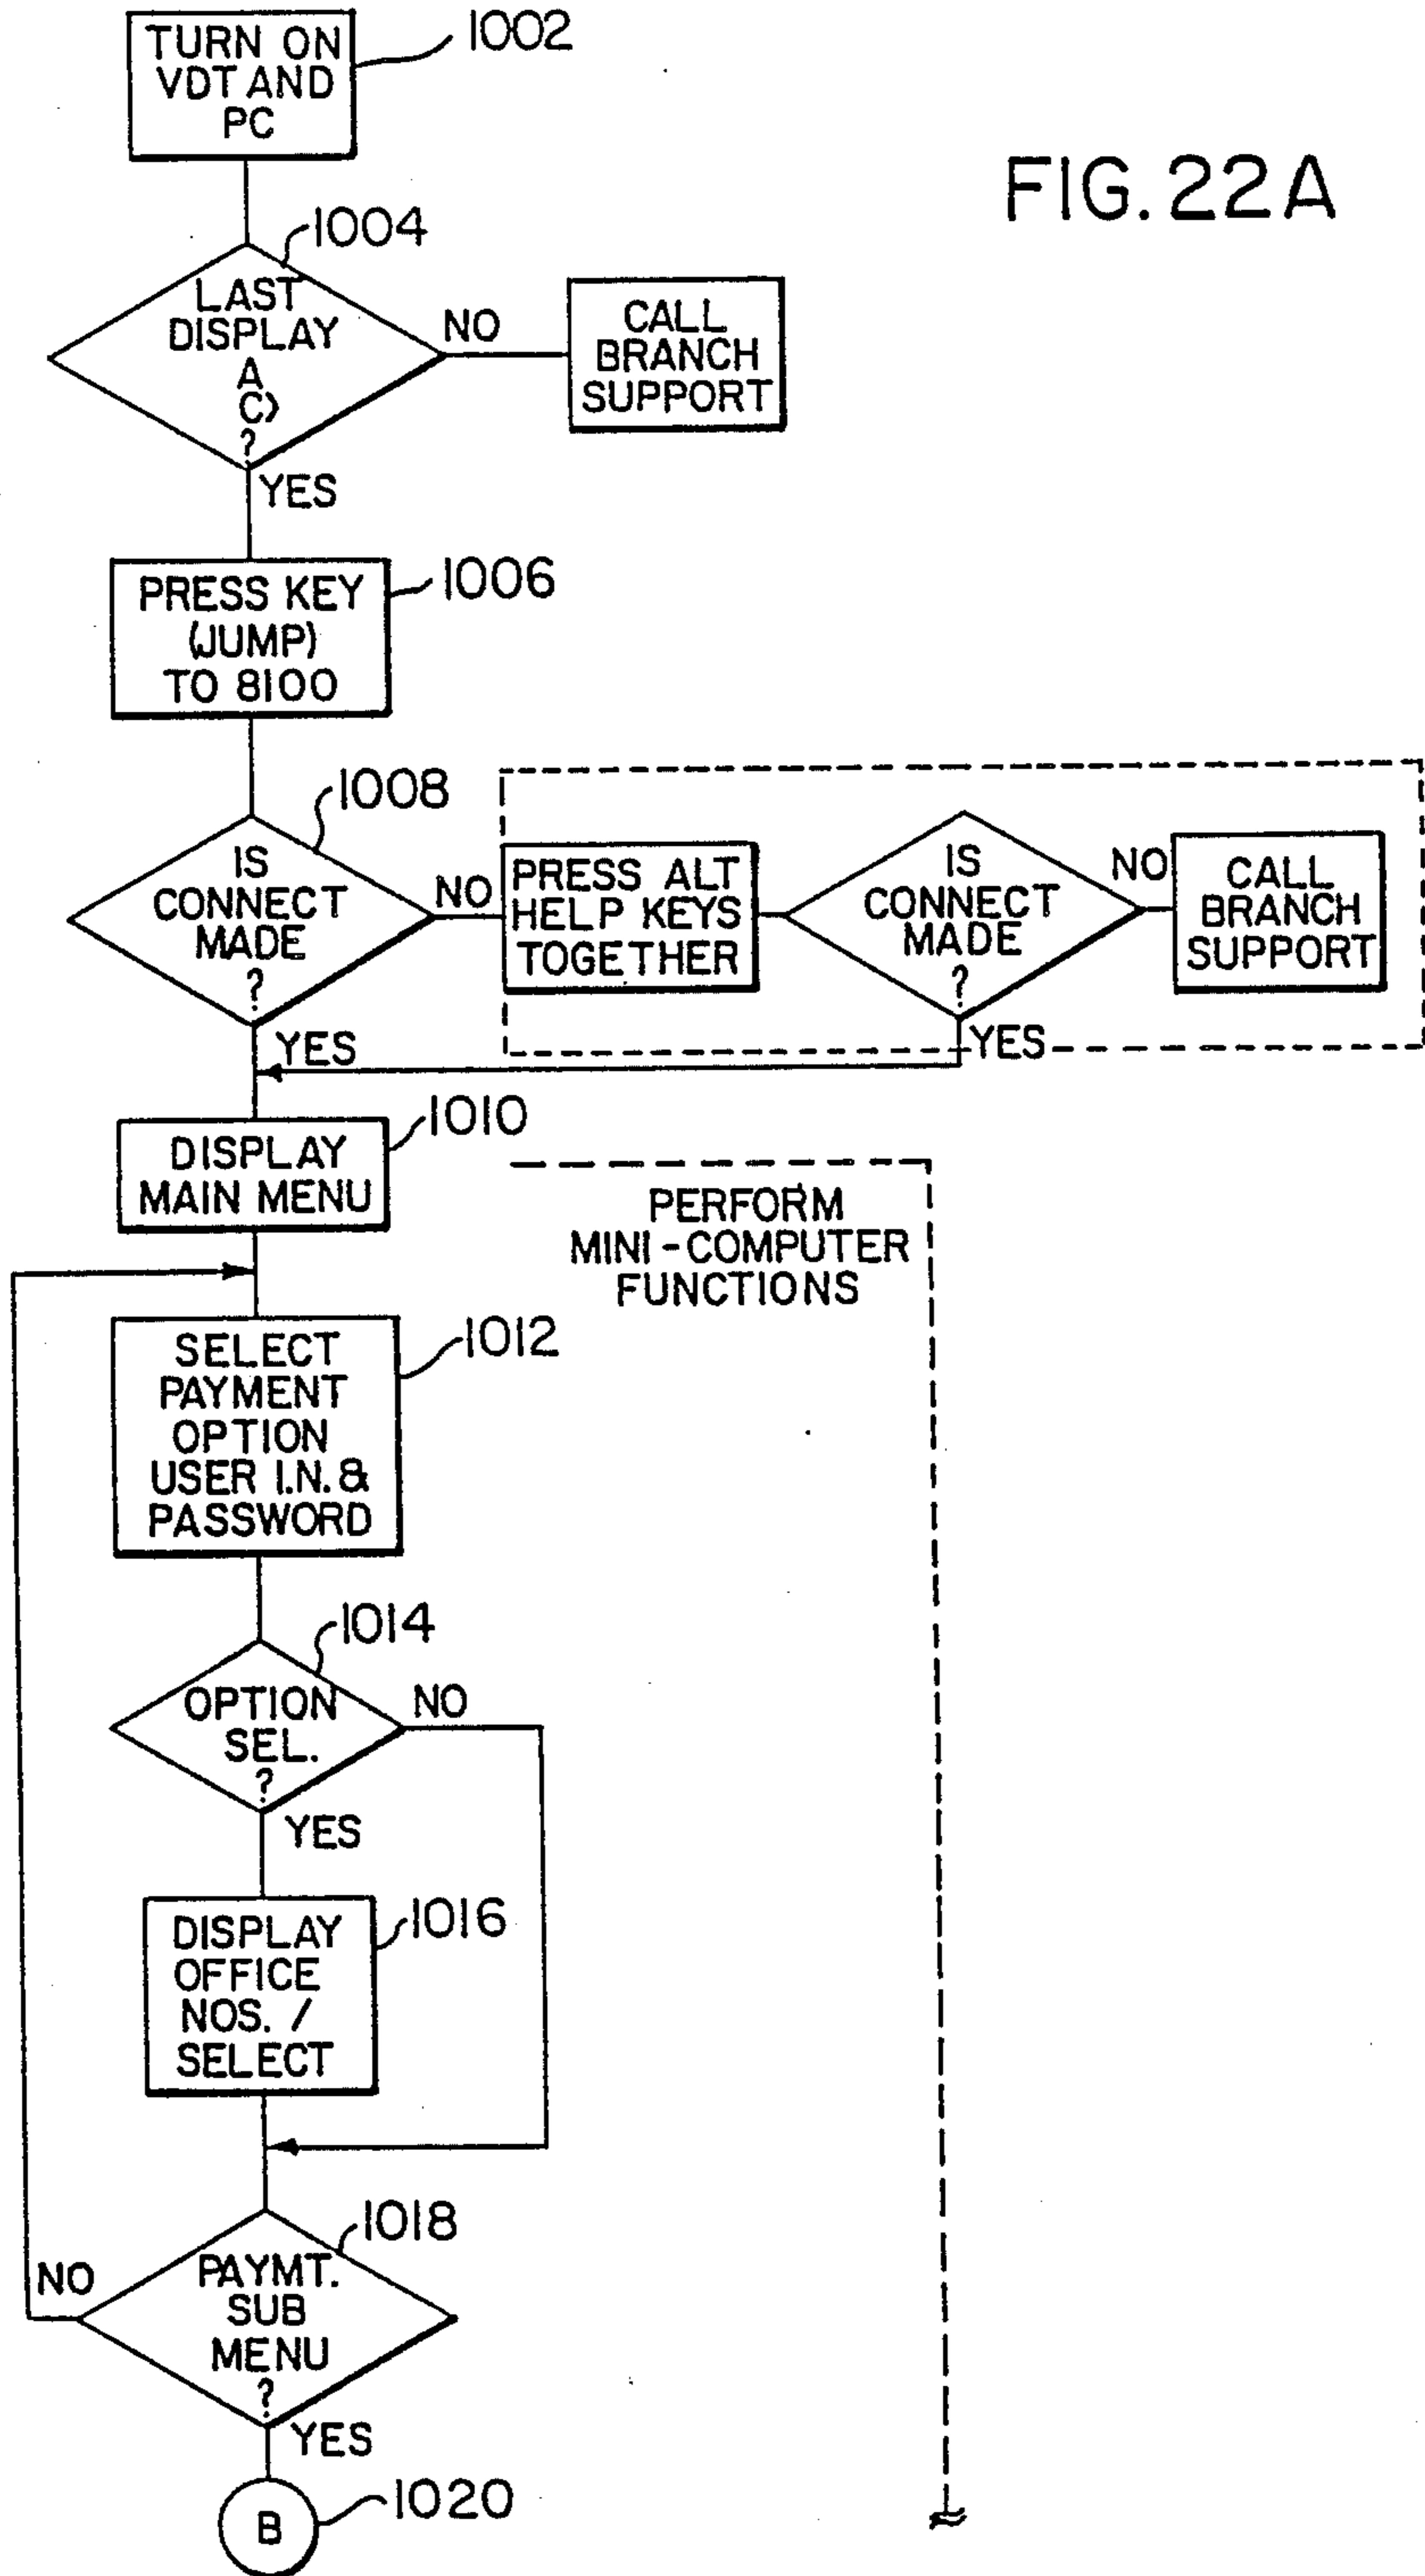 TURN ON
VDT AND
PC
1002
FIG. 22A
1004
LAST
DISPLAY
A
C>
?
NO
CALL
BRANCH
SUPPORT
YES
PRESS KEY
(JUMP)
TO 8100
1006
1008
IS
CONNECT
MADE
?
NO
PRESS ALT
HELP KEYS
TOGETHER
IS
CONNECT
MADE
?
NO
CALL
BRANCH
SUPPORT
YES
YES
DISPLAY
MAIN MENU
1010
PERFORM
MINI-COMPUTER
FUNCTIONS
SELECT
PAYMENT
OPTION
USER I.N. &
PASSWORD
1012
1014
OPTION
SEL.
?
NO
YES
DISPLAY
OFFICE
NOS. /
SELECT
1016
1018
PAYMT.
SUB
MENU
?
NO
YES
B
1020